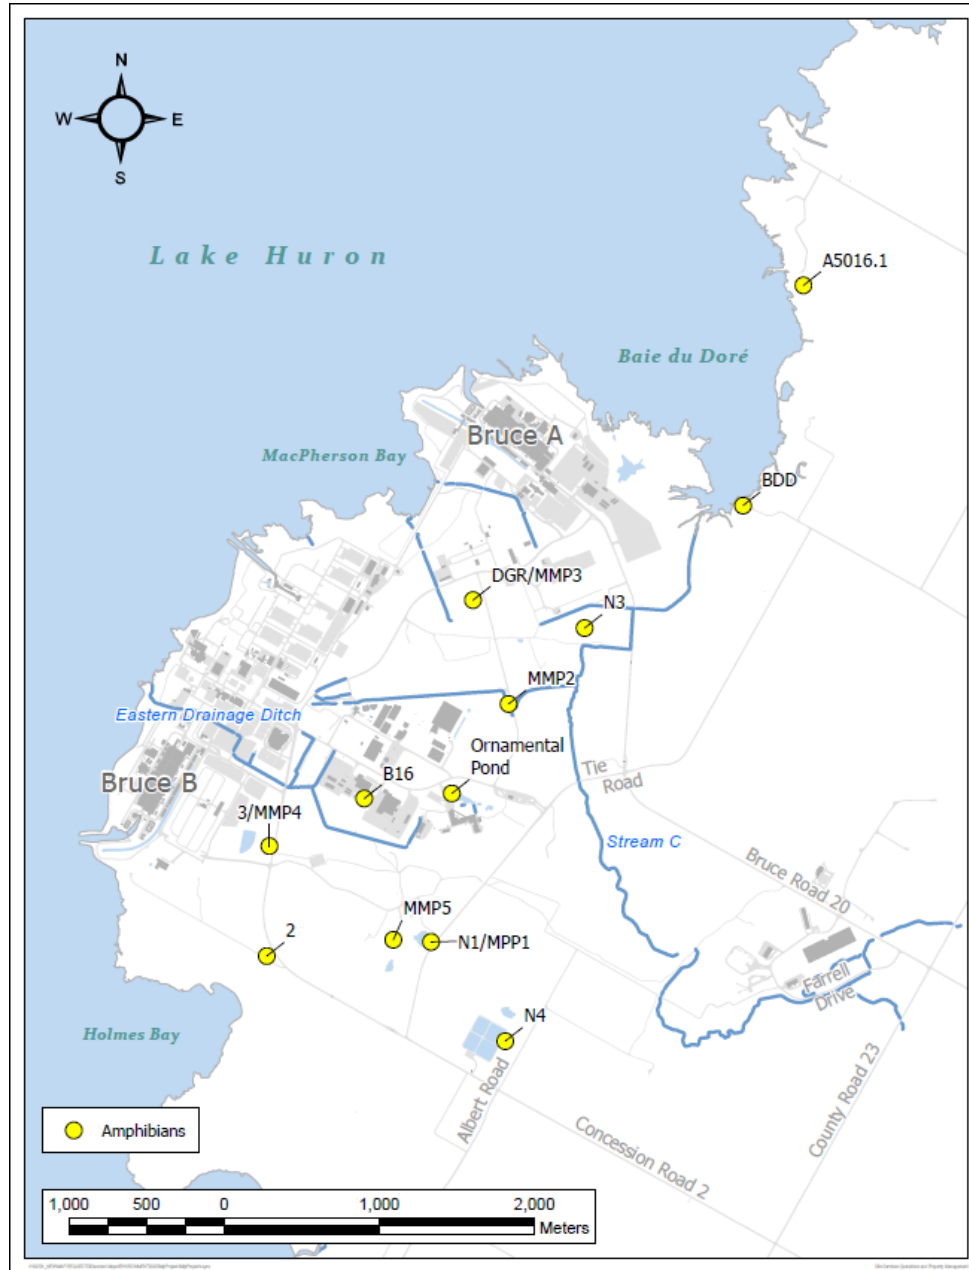 N
W E
S
Lake Huron
A5016.1
Baie du Doré
Bruce A
MacPherson Bay
BDD
DGR/MMP3
N3
MMP2
Eastern Drainage Ditch
Ornamental
Pond
Tie
Road
Bruce B
B16
3/MMP4
Stream C
Bruce Road 20
MMP5
2
N1/MPP1
Farrell
Drive
N4
Holmes Bay
Albert Road
County Road 23
Concession Road 2
Amphibians
1,000 500 0 1,000 2,000
Meters